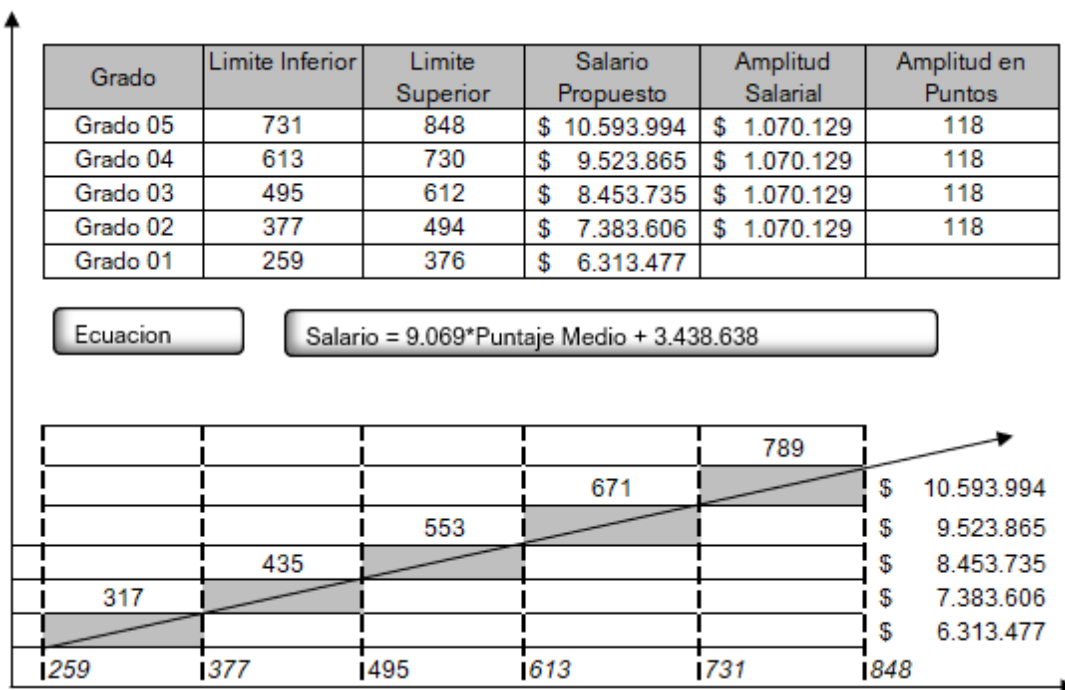 Grado Limite Inferior Limite Superior Salario Propuesto Amplitud Salarial Amplitud en Puntos
Grado 05 731 848 $ 10.593.994 $ 1.070.129 118
Grado 04 613 730 $ 9.523.865 $ 1.070.129 118
Grado 03 495 612 $ 8.453.735 $ 1.070.129 118
Grado 02 377 494 $ 7.383.606 $ 1.070.129 118
Grado 01 259 376 $ 6.313.477
Ecuacion Salario = 9.069*Puntaje Medio + 3.438.638
789
671 $ 10.593.994
553 $ 9.523.865
435 $ 8.453.735
317 $ 7.383.606
$ 6.313.477
259 377 495 613 731 848